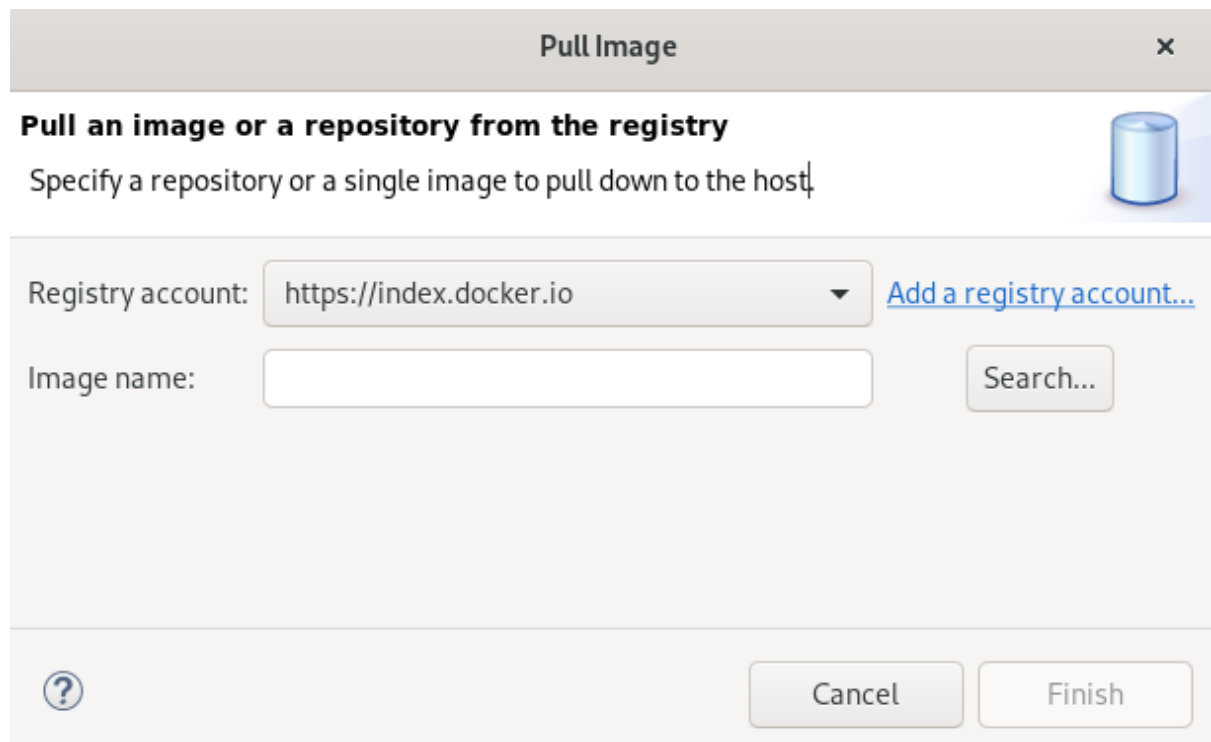 Pull Image
Pull an image or a repository from the registry
Specify a repository or a single image to pull down to the host.
Registry account: https://index.docker.io Add a registry account...
Image name: Search...
? Cancel Finish